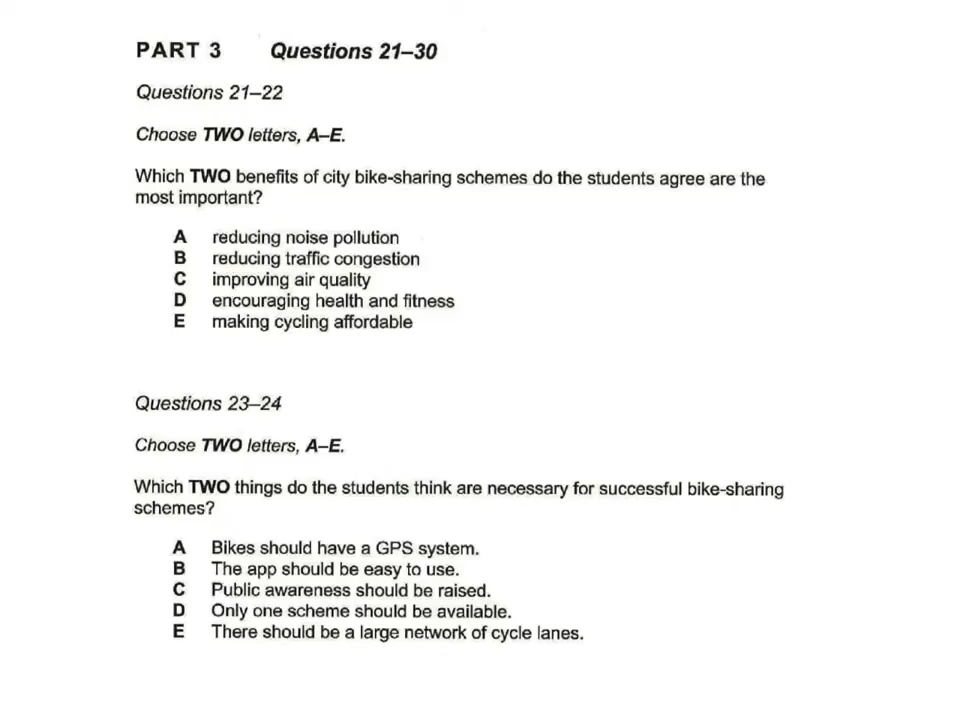 PART 3 Questions 21–30
Questions 21–22
Choose TWO letters, A–E.
Which TWO benefits of city bike-sharing schemes do the students agree are the
most important?
A reducing noise pollution
B reducing traffic congestion
C improving air quality
D encouraging health and fitness
E making cycling affordable
Questions 23–24
Choose TWO letters, A–E.
Which TWO things do the students think are necessary for successful bike-sharing
schemes?
A Bikes should have a GPS system.
B The app should be easy to use.
C Public awareness should be raised.
D Only one scheme should be available.
E There should be a large network of cycle lanes.